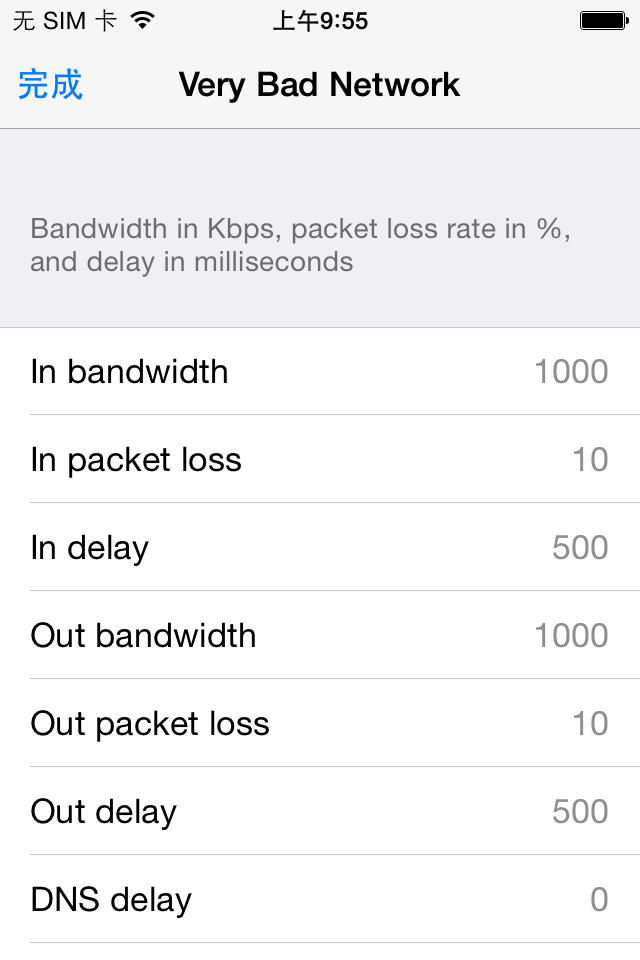 无 SIM 卡 上午9:55
完成 Very Bad Network
Bandwidth in Kbps, packet loss rate in %,
and delay in milliseconds
In bandwidth 1000
In packet loss 10
In delay 500
Out bandwidth 1000
Out packet loss 10
Out delay 500
DNS delay 0